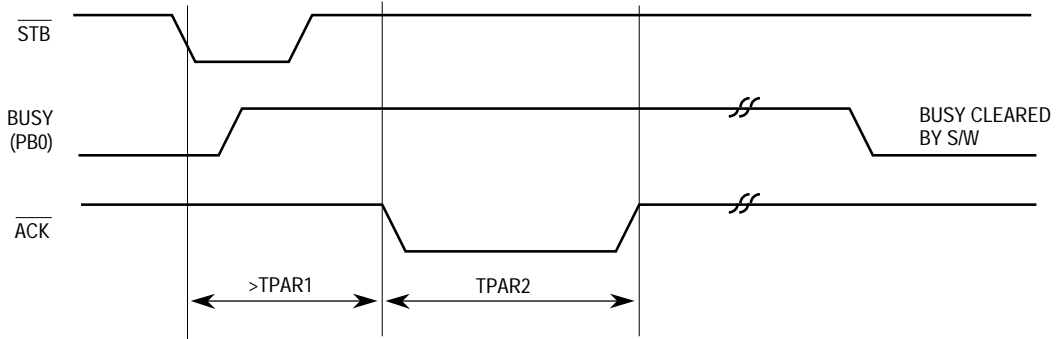 STB
BUSY
(PB0)
BUSY CLEARED
BY S/W
ACK
>TPAR1
TPAR2